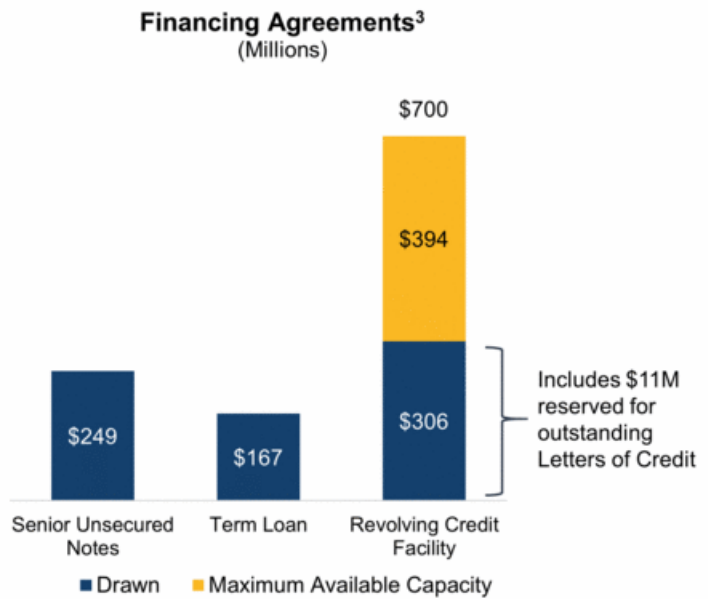 Financing Agreements³
(Millions)
$700
$394
$306
$249
$167
Includes $11M
reserved for
outstanding
Letters of Credit
Senior Unsecured
Notes
Term Loan
Revolving Credit
Facility
Drawn
Maximum Available Capacity